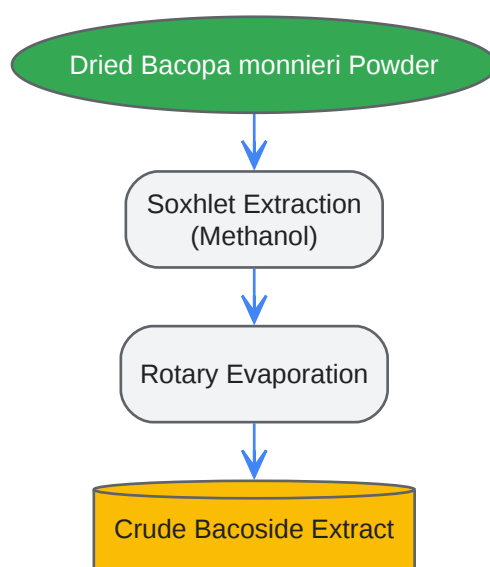 Dried Bacopa monnieri Powder
Soxhlet Extraction
(Methanol)
Rotary Evaporation
Crude Bacoside Extract